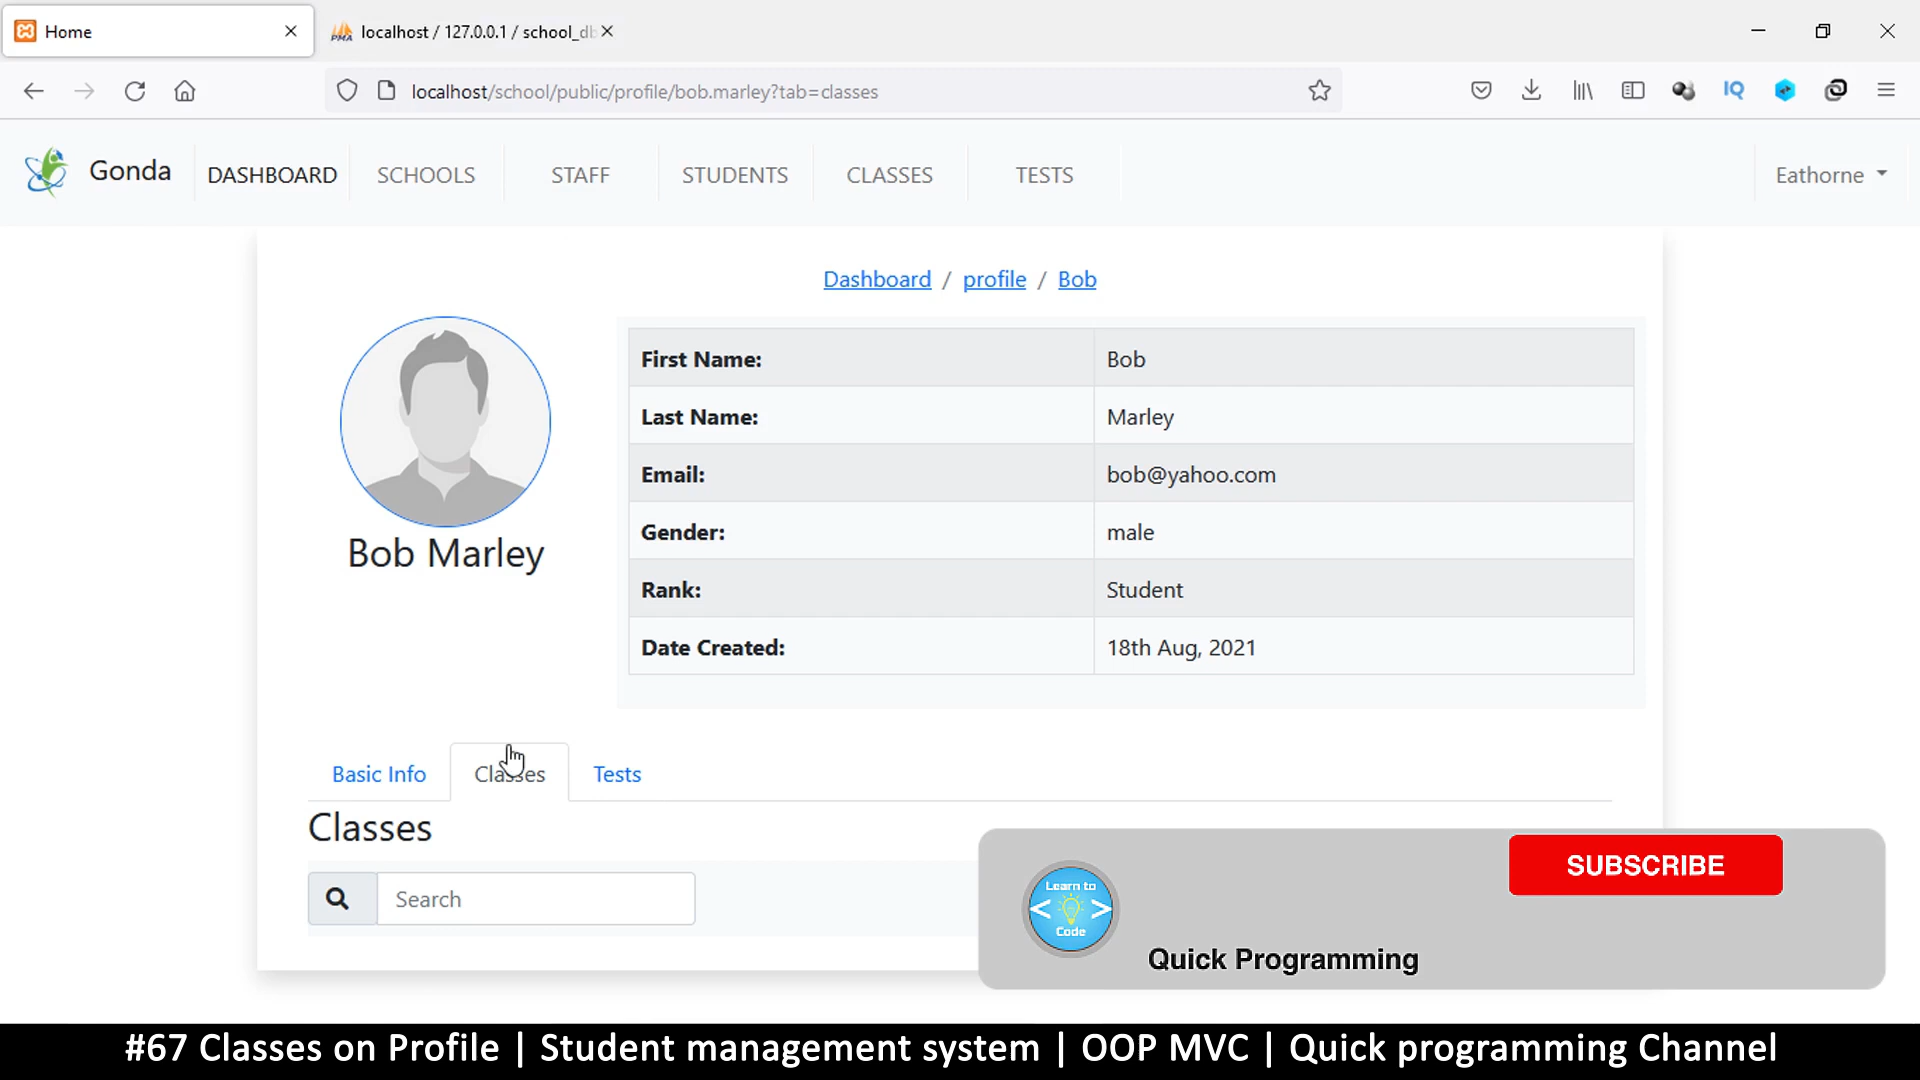 Home
localhost / 127.0.0.1 / school_db
localhost/school/public/profile/bob.marley?tab=classes
IQ
Gonda
DASHBOARD
SCHOOLS
STAFF
STUDENTS
CLASSES
TESTS
Eathorne
Dashboard / profile / Bob
First Name: Bob
Last Name: Marley
Email: bob@yahoo.com
Gender: male
Rank: Student
Date Created: 18th Aug, 2021
Bob Marley
Basic Info
Classes
Tests
Classes
Search
SUBSCRIBE
Learn to
< >
Code
Quick Programming
#67 Classes on Profile | Student management system | OOP MVC | Quick programming Channel